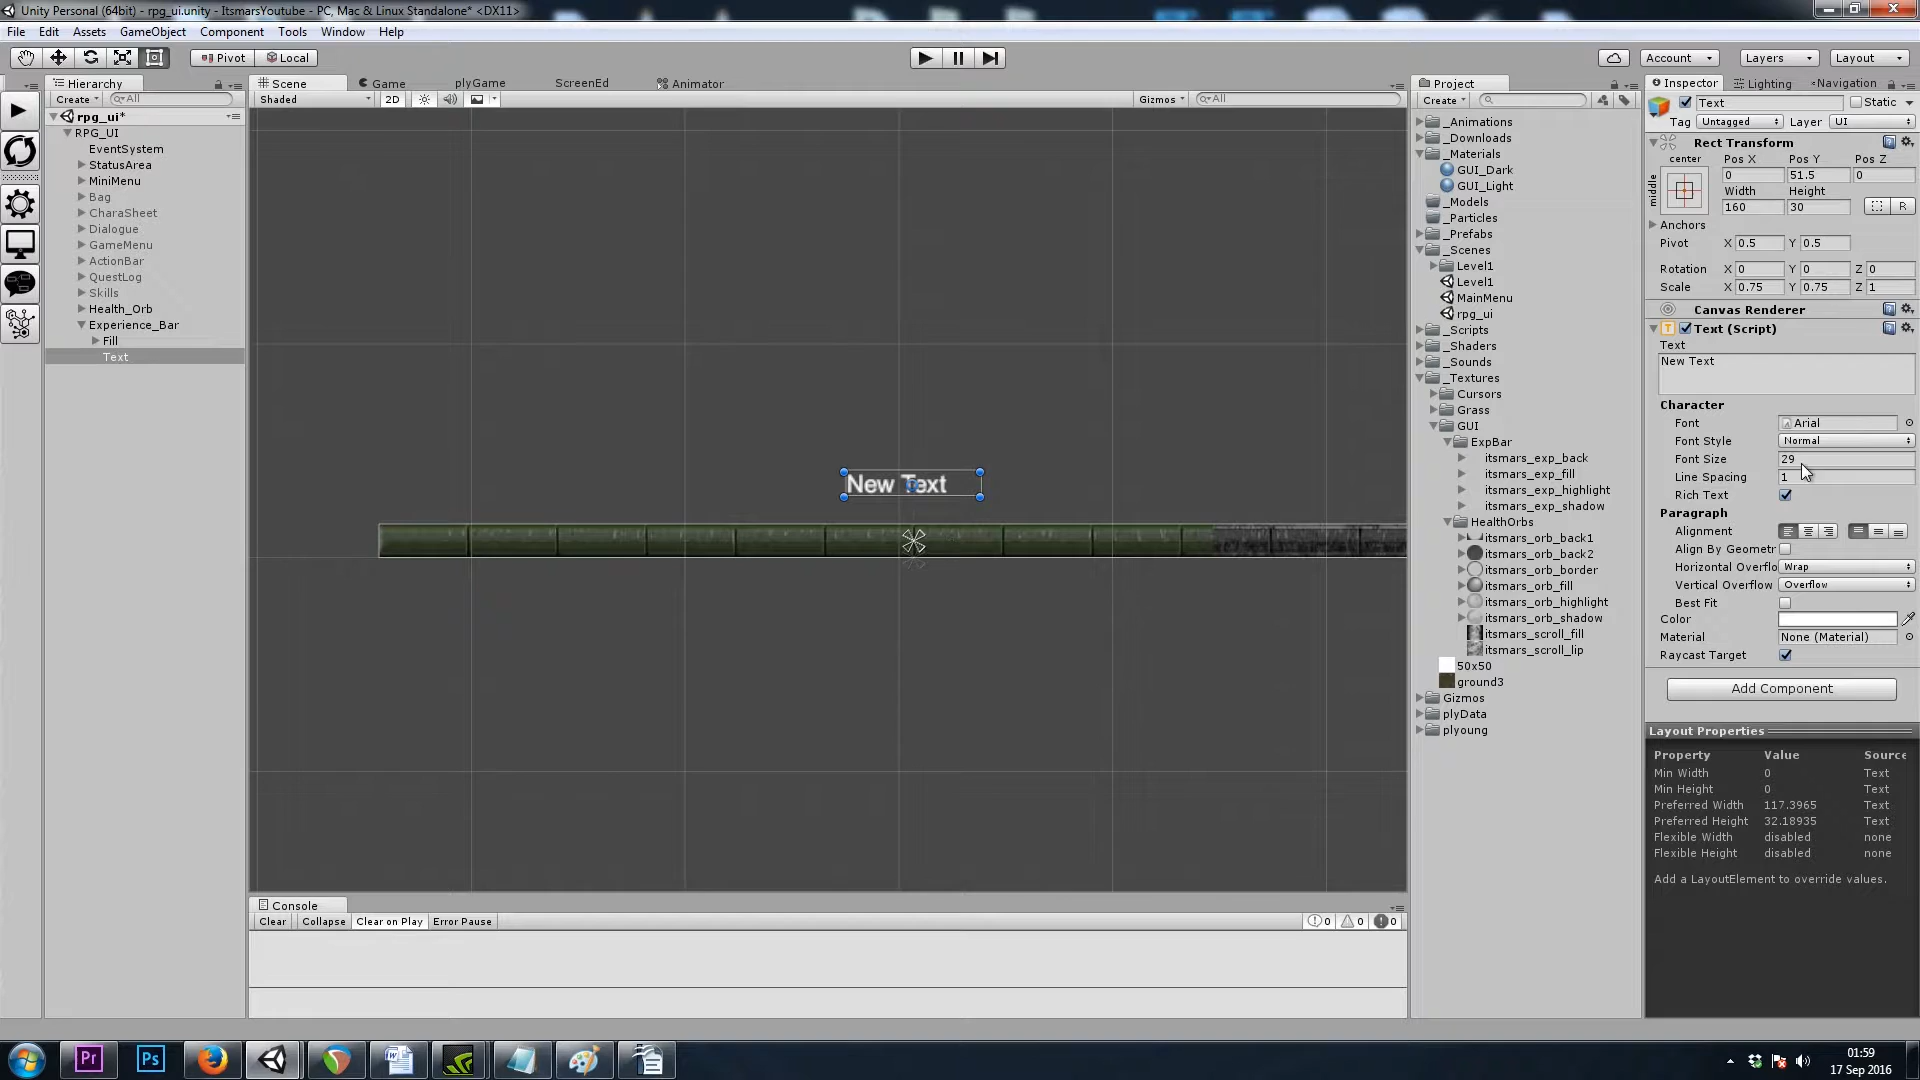 Unity Personal (64bit) - rpg_ui.unity - ItsmarsYoutube - PC, Mac & Linux Standalone* <DX11>
File Edit Assets GameObject Component Tools Window Help
Pivot Local Account Layers Layout
Hierarchy
Create All
rpg_ui*
RPG_UI
EventSystem
StatusArea
MiniMenu
Bag
CharaSheet
Dialogue
GameMenu
ActionBar
QuestLog
Skills
Health_Orb
Experience_Bar
Fill
Text
Scene Game plyGame ScreenEd Animator
Shaded 2D Gizmos All
New Text
Console
Clear Collapse Clear on Play Error Pause 0 0 0
Project
Create
_Animations
_Downloads
_Materials
GUI_Dark
GUI_Light
_Models
_Particles
_Prefabs
_Scenes
Level1
Level1
MainMenu
rpg_ui
_Scripts
_Shaders
_Sounds
_Textures
Cursors
Grass
GUI
ExpBar
itsmars_exp_back
itsmars_exp_fill
itsmars_exp_highlight
itsmars_exp_shadow
HealthOrbs
itsmars_orb_back1
itsmars_orb_back2
itsmars_orb_border
itsmars_orb_fill
itsmars_orb_highlight
itsmars_orb_shadow
itsmars_scroll_fill
itsmars_scroll_lip
50x50
ground3
Gizmos
plyData
plyoung
Inspector Lighting Navigation
Text Static
Tag Untagged Layer UI
Rect Transform
center Pos X Pos Y Pos Z
middle 0 51.5 0
Width Height
160 30 R
Anchors
Pivot X 0.5 Y 0.5
Rotation X 0 Y 0 Z 0
Scale X 0.75 Y 0.75 Z 1
Canvas Renderer
Text (Script)
Text
New Text
Character
Font Arial
Font Style Normal
Font Size 29
Line Spacing 1
Rich Text
Paragraph
Alignment
Align By Geometr
Horizontal Overflo Wrap
Vertical Overflow Overflow
Best Fit
Color
Material None (Material)
Raycast Target
Add Component
Layout Properties
Property Value Source
Min Width 0 Text
Min Height 0 Text
Preferred Width 117.3965 Text
Preferred Height 32.18935 Text
Flexible Width disabled none
Flexible Height disabled none
Add a LayoutElement to override values.
Pr Ps
01:59
17 Sep 2016